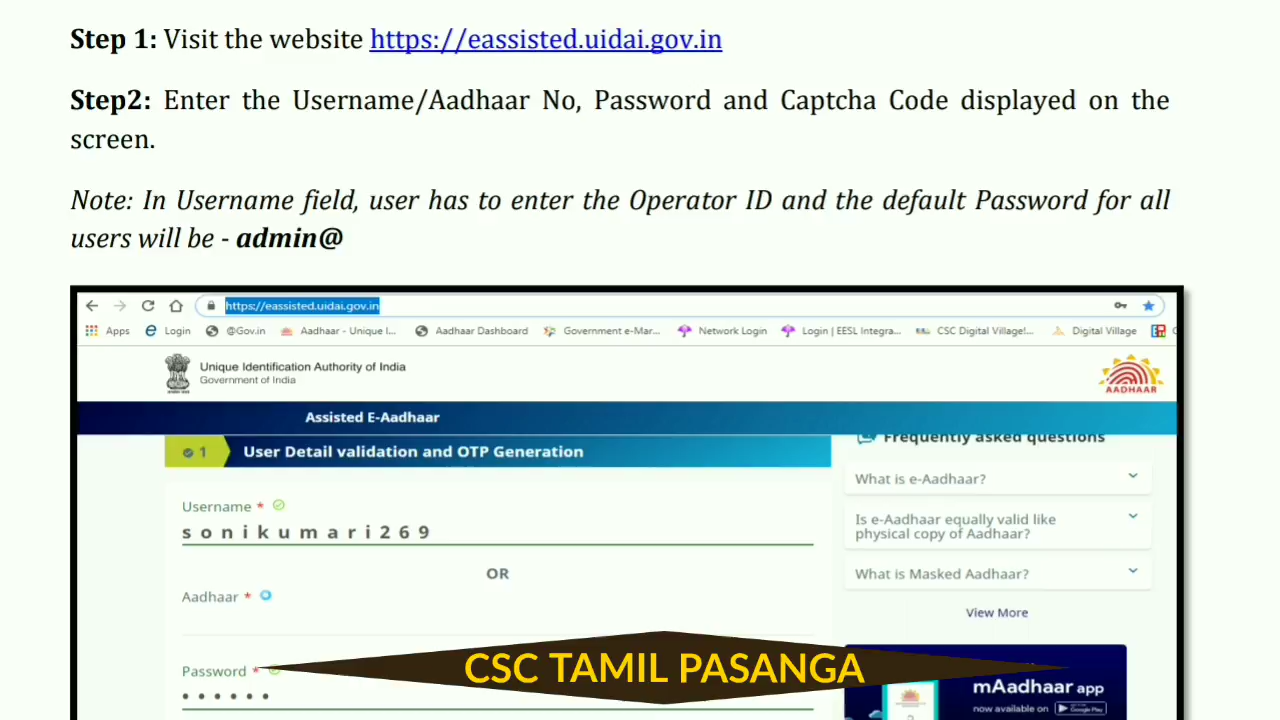 Step 1: Visit the website https://eassisted.uidai.gov.in
Step2: Enter the Username/Aadhaar No, Password and Captcha Code displayed on the
screen.
Note: In Username field, user has to enter the Operator ID and the default Password for all
users will be - admin@
https://eassisted.uidai.gov.in
Apps Login @Gov.in Aadhaar - Unique I... Aadhaar Dashboard Government e-Mar... Network Login Login | EESL Integra... CSC Digital Village!... Digital Village
Unique Identification Authority of India
Government of India
AADHAAR
Assisted E-Aadhaar
1 User Detail validation and OTP Generation
Frequently asked questions
Username *
sonikumari269
OR
Aadhaar *
Password *
What is e-Aadhaar?
Is e-Aadhaar equally valid like
physical copy of Aadhaar?
What is Masked Aadhaar?
View More
CSC TAMIL PASANGA
mAadhaar app
now available on Google Play